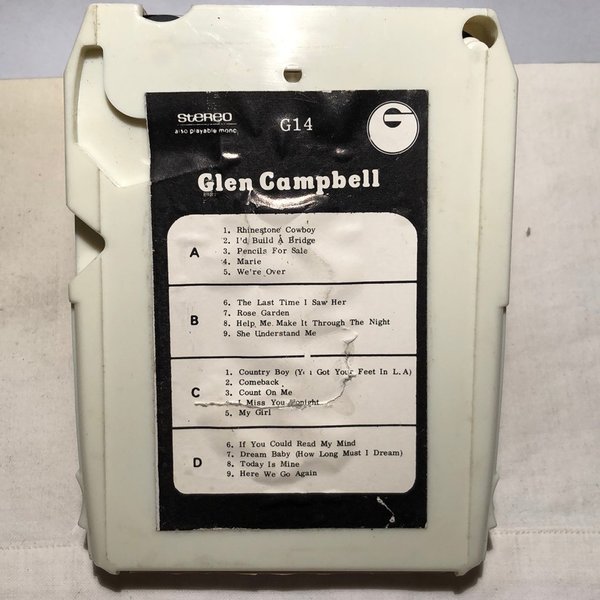 stereo
also playable mono
G14
G
Glen Campbell
A
1. Rhinestone Cowboy
2. I'd Build A Bridge
3. Pencils For Sale
4. Marie
5. We're Over
B
6. The Last Time I Saw Her
7. Rose Garden
8. Help Me Make It Through The Night
9. She Understand Me
C
1. Country Boy (You Got Your Feet In L.A)
2. Comeback
3. Count On Me
4. I Miss You Tonight
5. My Girl
D
6. If You Could Read My Mind
7. Dream Baby (How Long Must I Dream)
8. Today Is Mine
9. Here We Go Again